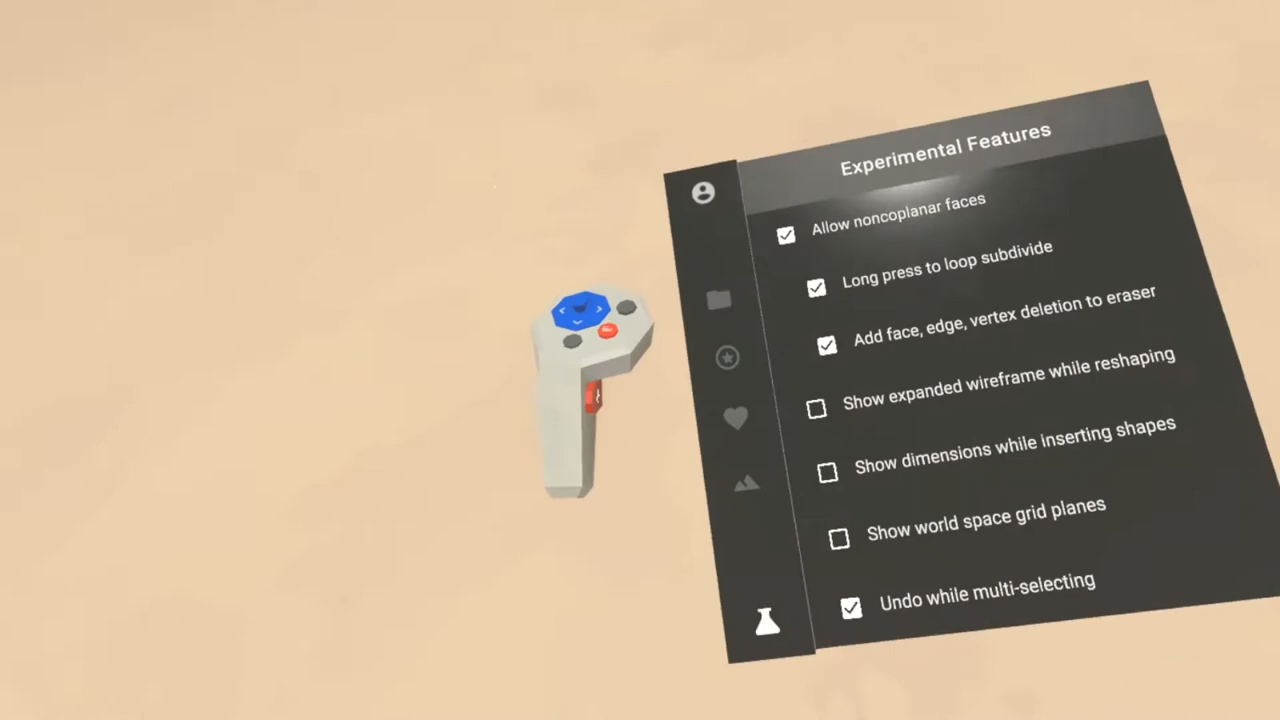 Experimental Features
Allow noncoplanar faces
Long press to loop subdivide
Add face, edge, vertex deletion to eraser
Show expanded wireframe while reshaping
Show dimensions while inserting shapes
Show world space grid planes
Undo while multi-selecting